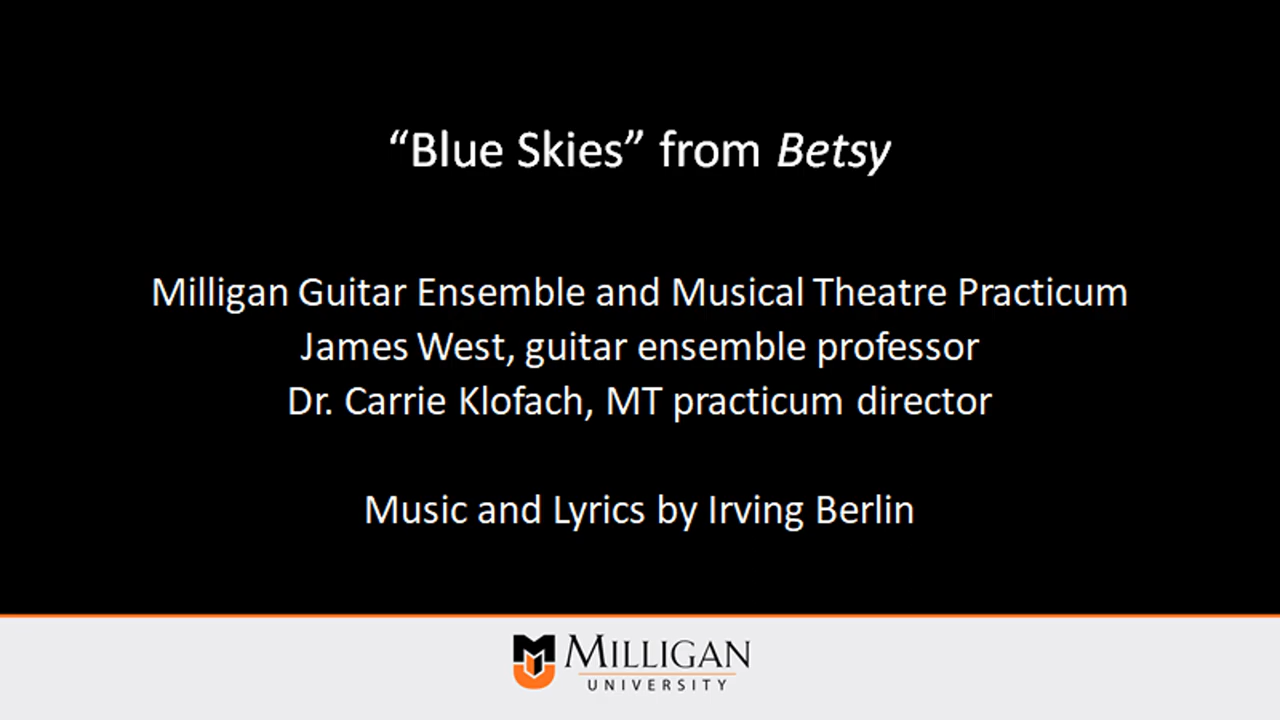 “Blue Skies” from Betsy
Milligan Guitar Ensemble and Musical Theatre Practicum
James West, guitar ensemble professor
Dr. Carrie Klofach, MT practicum director
Music and Lyrics by Irving Berlin
MILLIGAN
UNIVERSITY